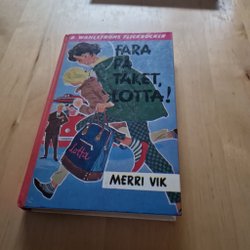 B. WAHLSTRÖMS FLICKBÖCKER
FARA
PÅ
TAKET,
LOTTA!
Lotta
MERRI VIK